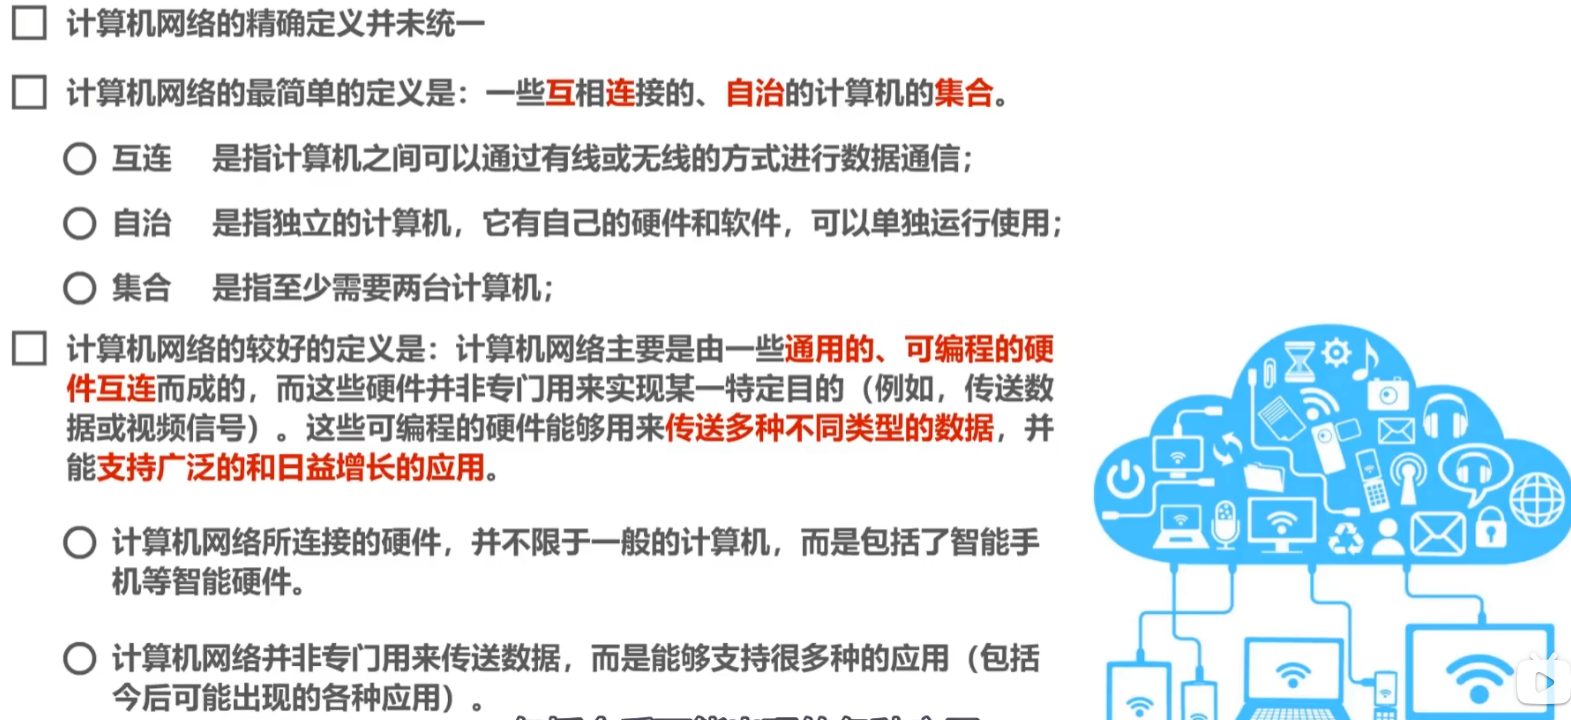 计算机网络的精确定义并未统一
计算机网络的最简单的定义是：一些互相连接的、自治的计算机的集合。
互连 是指计算机之间可以通过有线或无线的方式进行数据通信；
自治 是指独立的计算机，它有自己的硬件和软件，可以单独运行使用；
集合 是指至少需要两台计算机；
计算机网络的较好的定义是：计算机网络主要是由一些通用的、可编程的硬
件互连而成的，而这些硬件并非专门用来实现某一特定目的（例如，传送数
据或视频信号）。这些可编程的硬件能够用来传送多种不同类型的数据，并
能支持广泛的和日益增长的应用。
计算机网络所连接的硬件，并不限于一般的计算机，而是包括了智能手
机等智能硬件。
计算机网络并非专门用来传送数据，而是能够支持很多种的应用（包括
今后可能出现的各种应用）。